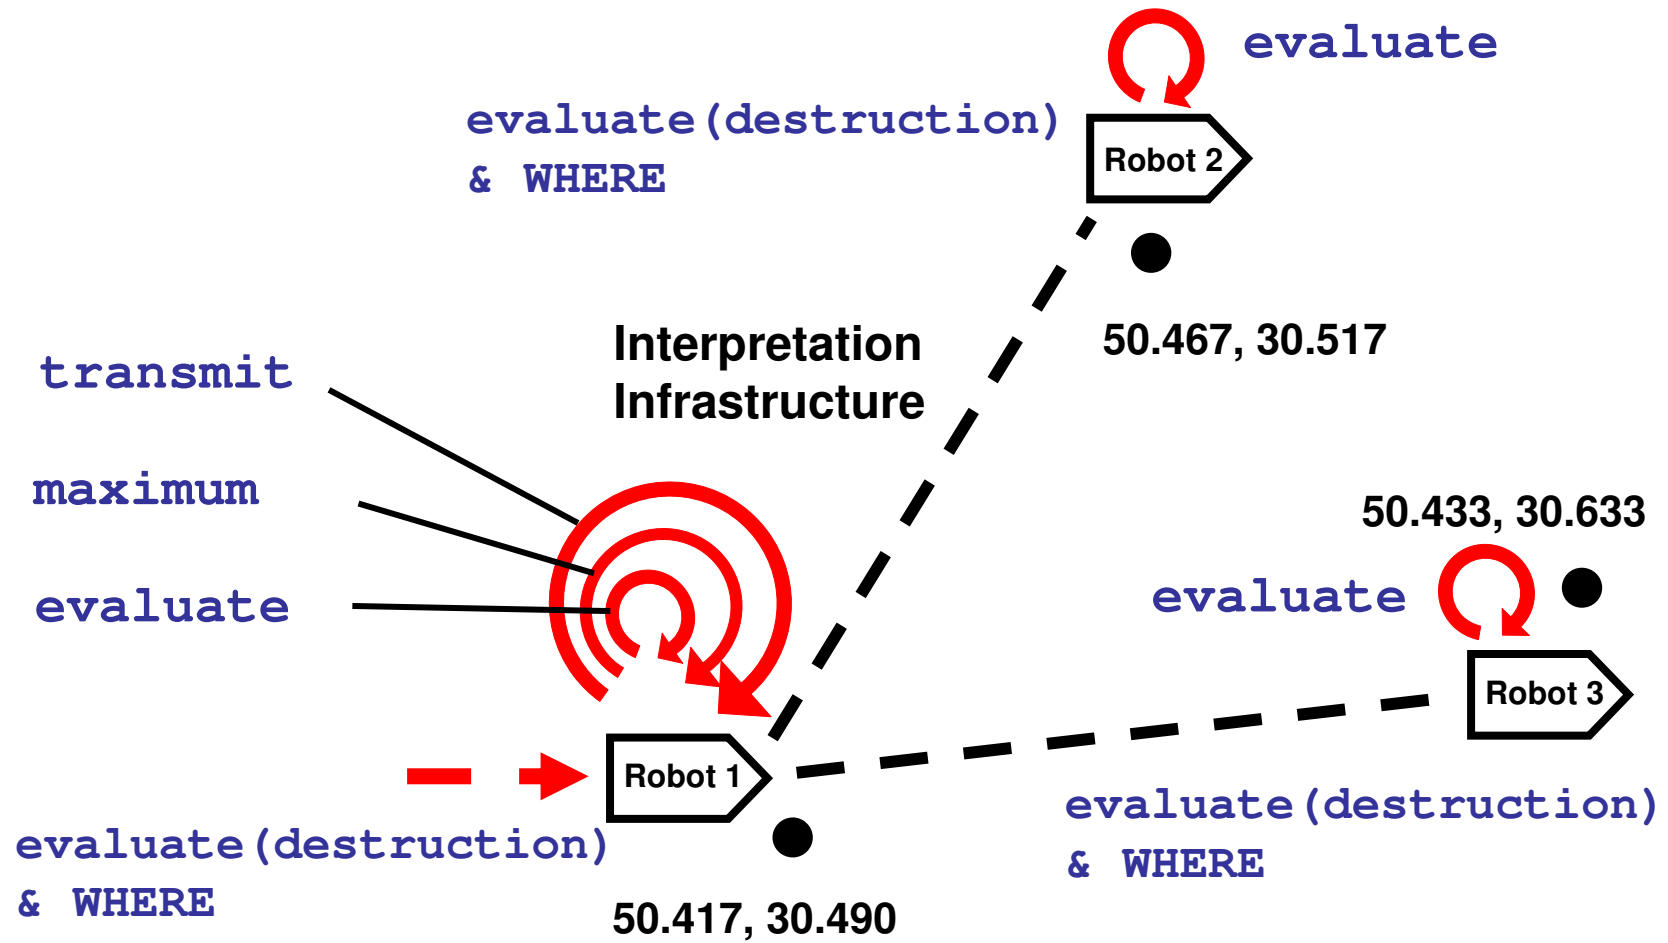 evaluate
evaluate(destruction)
& WHERE
Robot 2
Interpretation
Infrastructure
50.467, 30.517
transmit
maximum
evaluate
50.433, 30.633
evaluate
Robot 3
Robot 1
evaluate(destruction)
& WHERE
evaluate(destruction)
& WHERE
50.417, 30.490